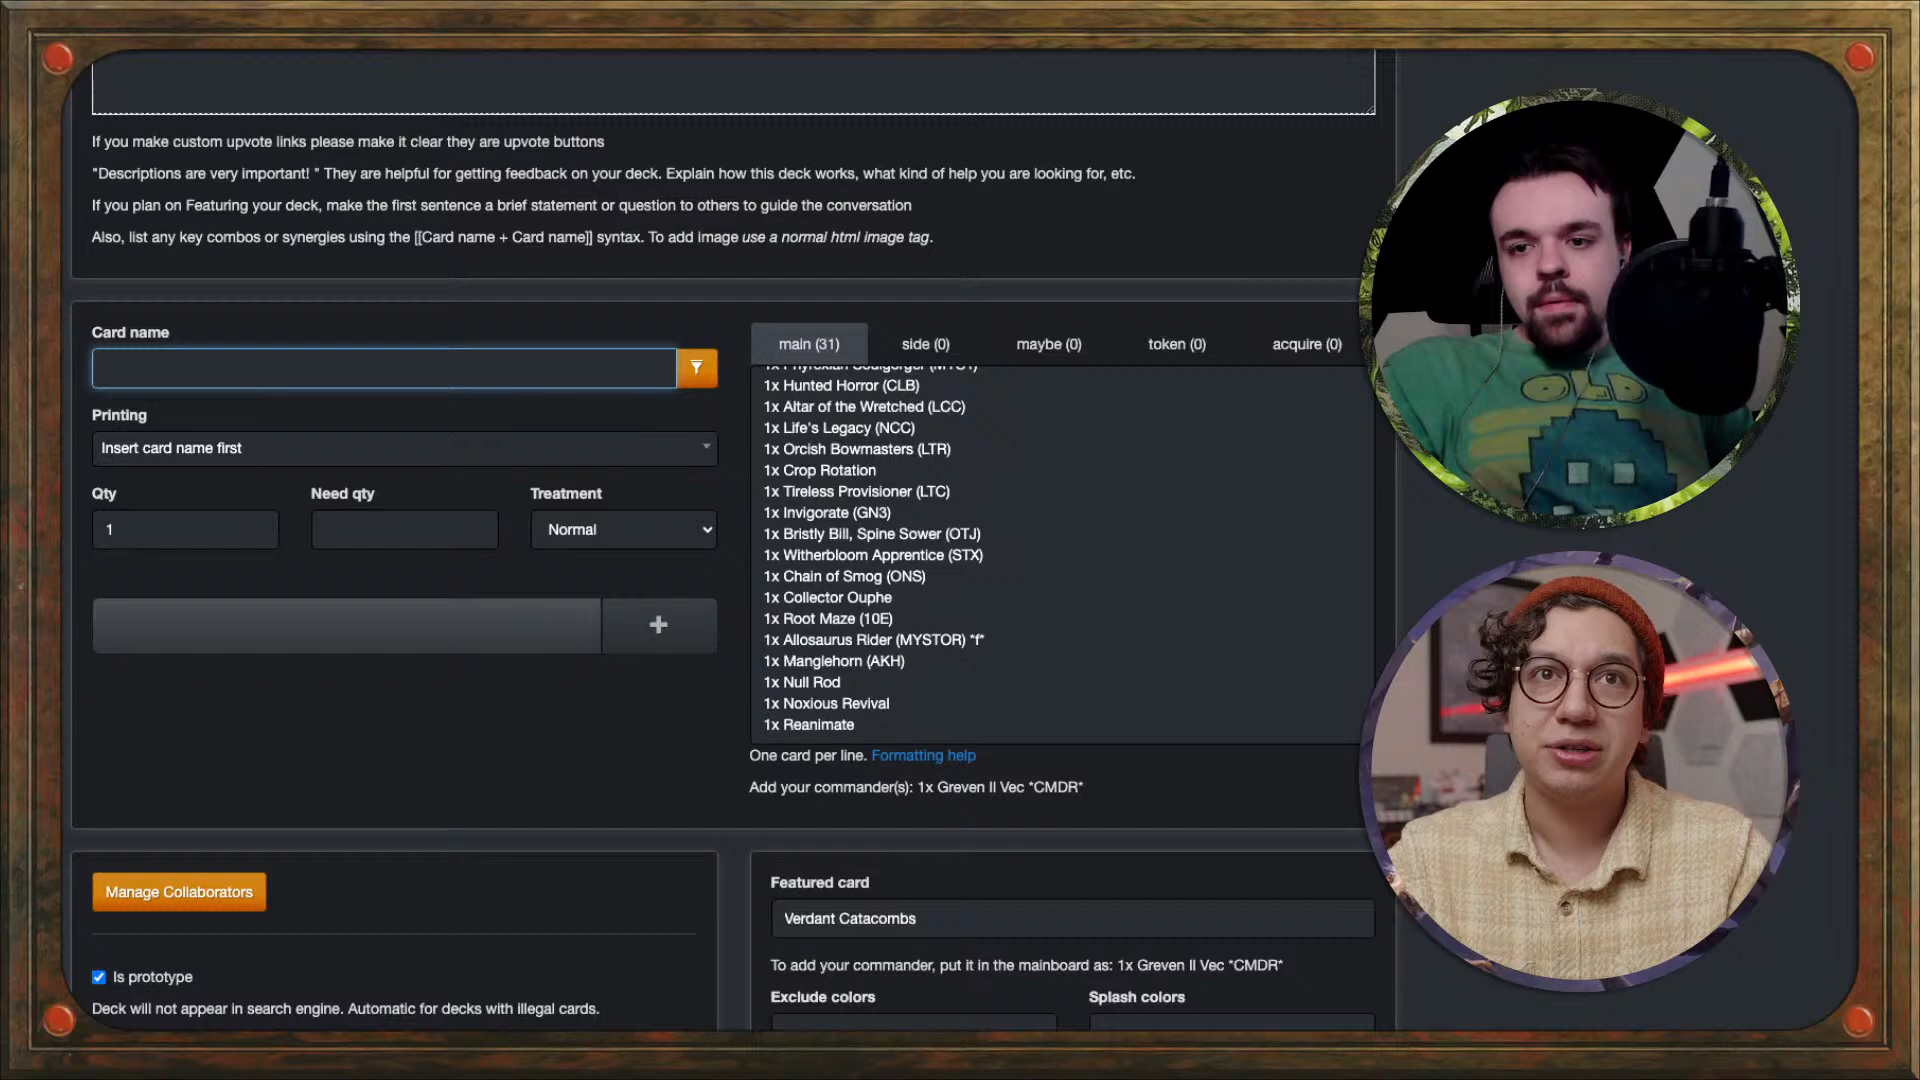 If you make custom upvote links please make it clear they are upvote buttons
"Descriptions are very important! " They are helpful for getting feedback on your deck. Explain how this deck works, what kind of help you are looking for, etc.
If you plan on Featuring your deck, make the first sentence a brief statement or question to others to guide the conversation
Also, list any key combos or synergies using the [[Card name + Card name]] syntax. To add image use a normal html image tag.
Card name
Printing
Insert card name first
Qty
Need qty
Treatment
1
Normal
+
main (31)
side (0)
maybe (0)
token (0)
acquire (0)
1x Hunted Horror (CLB)
1x Altar of the Wretched (LCC)
1x Life's Legacy (NCC)
1x Orcish Bowmasters (LTR)
1x Crop Rotation
1x Tireless Provisioner (LTC)
1x Invigorate (GN3)
1x Bristly Bill, Spine Sower (OTJ)
1x Witherbloom Apprentice (STX)
1x Chain of Smog (ONS)
1x Collector Ouphe
1x Root Maze (10E)
1x Allosaurus Rider (MYSTOR) *f*
1x Manglehorn (AKH)
1x Null Rod
1x Noxious Revival
1x Reanimate
One card per line. Formatting help
Add your commander(s): 1x Greven Il Vec *CMDR*
Manage Collaborators
Is prototype
Deck will not appear in search engine. Automatic for decks with illegal cards.
Featured card
Verdant Catacombs
To add your commander, put it in the mainboard as: 1x Greven Il Vec *CMDR*
Exclude colors
Splash colors
OLD